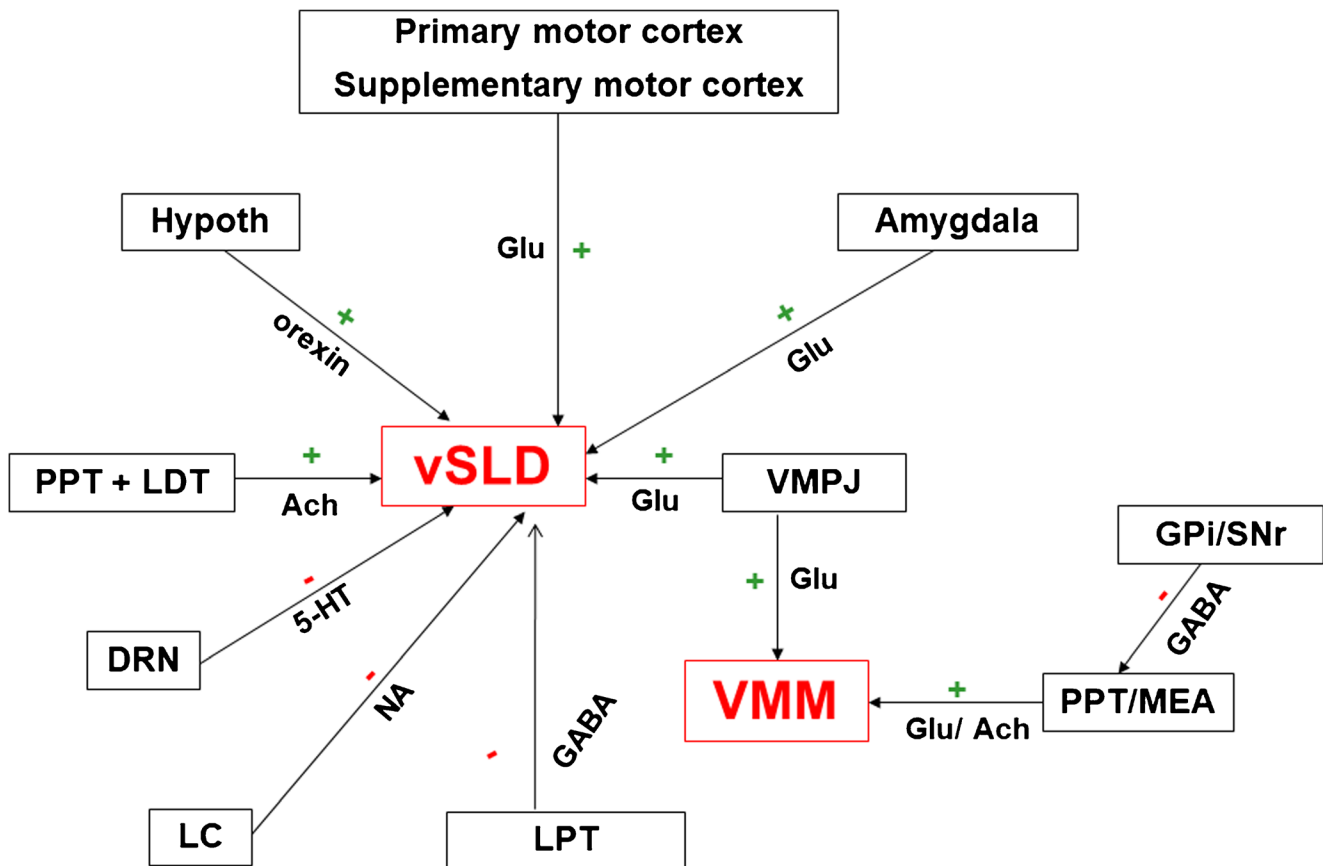 Primary motor cortex
Supplementary motor cortex
Hypoth
Amygdala
Glu
+
+
orexin
+
Glu
PPT + LDT
+
Ach
vSLD
+
Glu
VMPJ
GPi/SNr
-
5-HT
+
Glu
-
GABA
DRN
-
NA
VMM
+
Glu/ Ach
PPT/MEA
-
GABA
LC
LPT